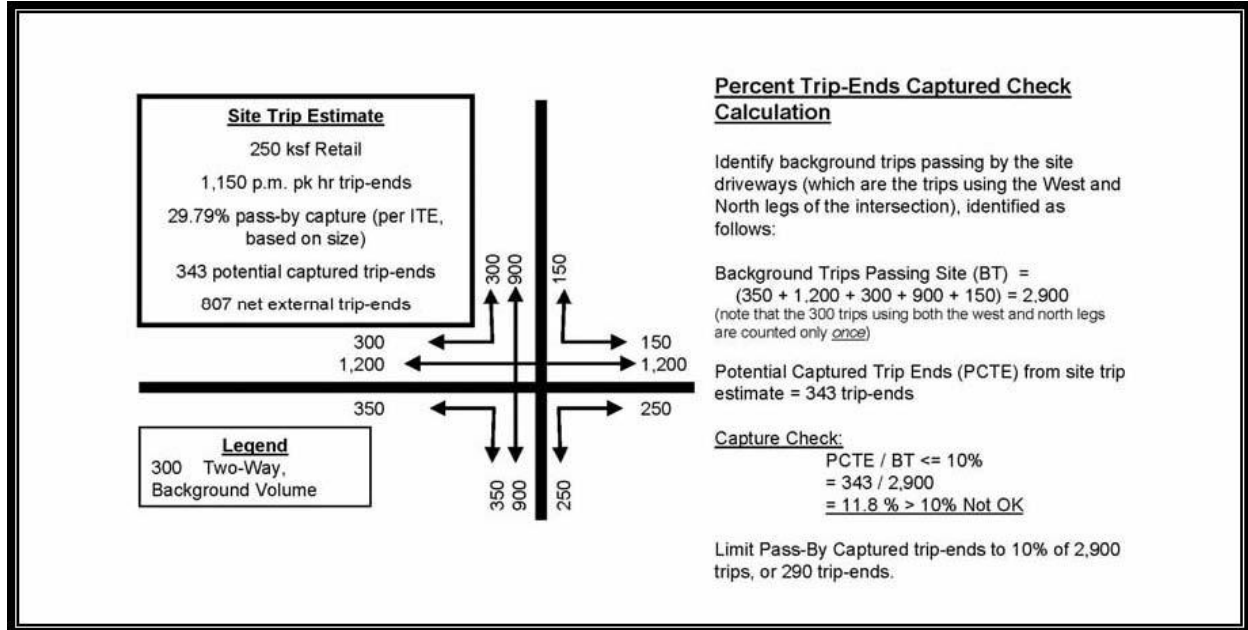 Site Trip Estimate
250 ksf Retail
1,150 p.m. pk hr trip-ends
29.79% pass-by capture (per ITE,
based on size)
343 potential captured trip-ends
807 net external trip-ends
300
900
150
300
150
1,200
1,200
350
250
350
900
250
Legend
300 Two-Way,
Background Volume
Percent Trip-Ends Captured Check
Calculation
Identify background trips passing by the site
driveways (which are the trips using the West and
North legs of the intersection), identified as
follows:
Background Trips Passing Site (BT) =
(350 + 1,200 + 300 + 900 + 150) = 2,900
(note that the 300 trips using both the west and north legs
are counted only once)
Potential Captured Trip Ends (PCTE) from site trip
estimate = 343 trip-ends
Capture Check:
PCTE / BT <= 10%
= 343 / 2,900
= 11.8 % > 10% Not OK
Limit Pass-By Captured trip-ends to 10% of 2,900
trips, or 290 trip-ends.